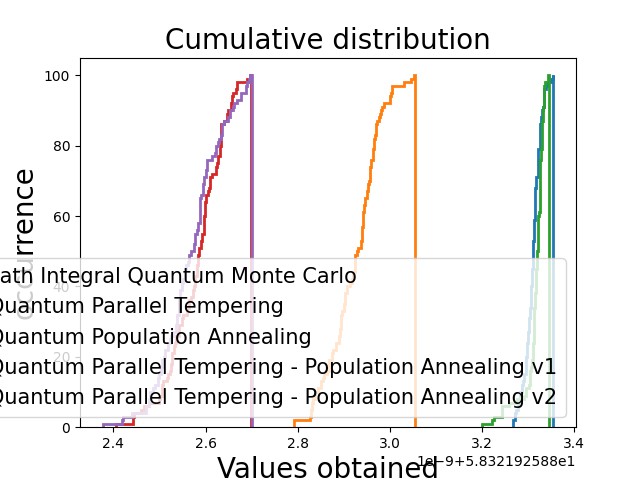 Cumulative distribution
100
80
60
40
20
0
occurrence
ath Integral Quantum Monte Carlo
Quantum Parallel Tempering
Quantum Population Annealing
Quantum Parallel Tempering - Population Annealing v1
Quantum Parallel Tempering - Population Annealing v2
2.4 2.6 2.8 3.0 3.2 3.4
1e−9+5.832192588e1
Values obtained